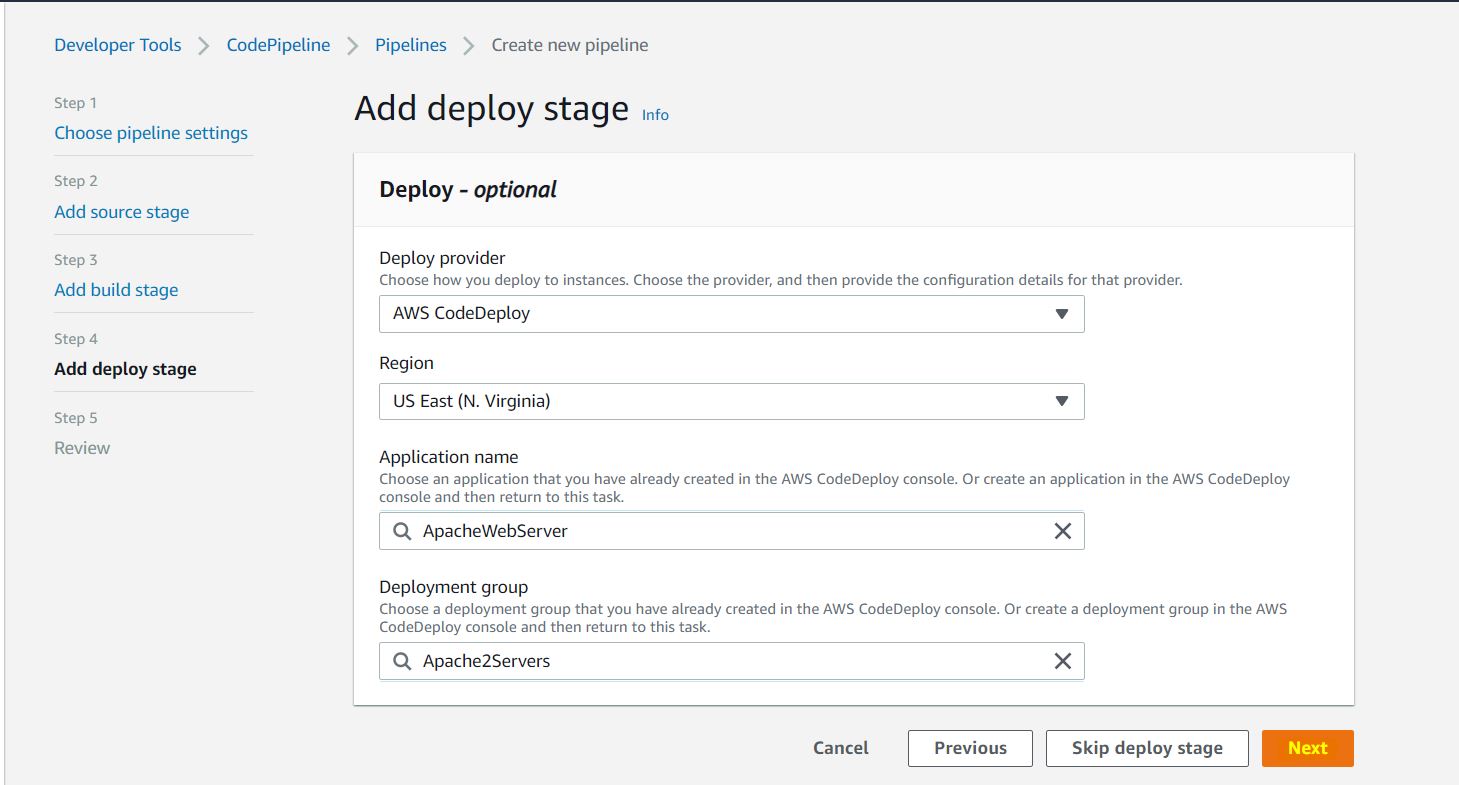 Developer Tools > CodePipeline > Pipelines > Create new pipeline
Step 1
Choose pipeline settings
Step 2
Add source stage
Step 3
Add build stage
Step 4
Add deploy stage
Step 5
Review
Add deploy stage Info
Deploy - optional
Deploy provider
Choose how you deploy to instances. Choose the provider, and then provide the configuration details for that provider.
AWS CodeDeploy
Region
US East (N. Virginia)
Application name
Choose an application that you have already created in the AWS CodeDeploy console. Or create an application in the AWS CodeDeploy
console and then return to this task.
ApacheWebServer
Deployment group
Choose a deployment group that you have already created in the AWS CodeDeploy console. Or create a deployment group in the AWS
CodeDeploy console and then return to this task.
Apache2Servers
Cancel Previous Skip deploy stage Next